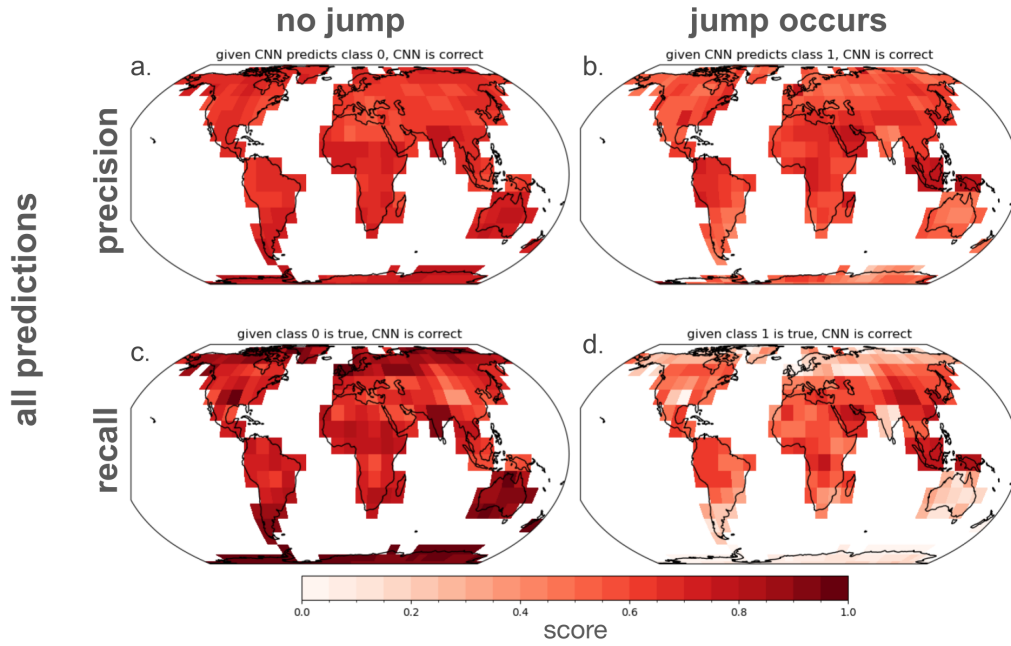 no jump
jump occurs
given CNN predicts class 0, CNN is correct
given CNN predicts class 1, CNN is correct
a.
b.
precision
all predictions
given class 0 is true, CNN is correct
given class 1 is true, CNN is correct
c.
d.
recall
0.0 0.2 0.4 0.6 0.8 1.0
score